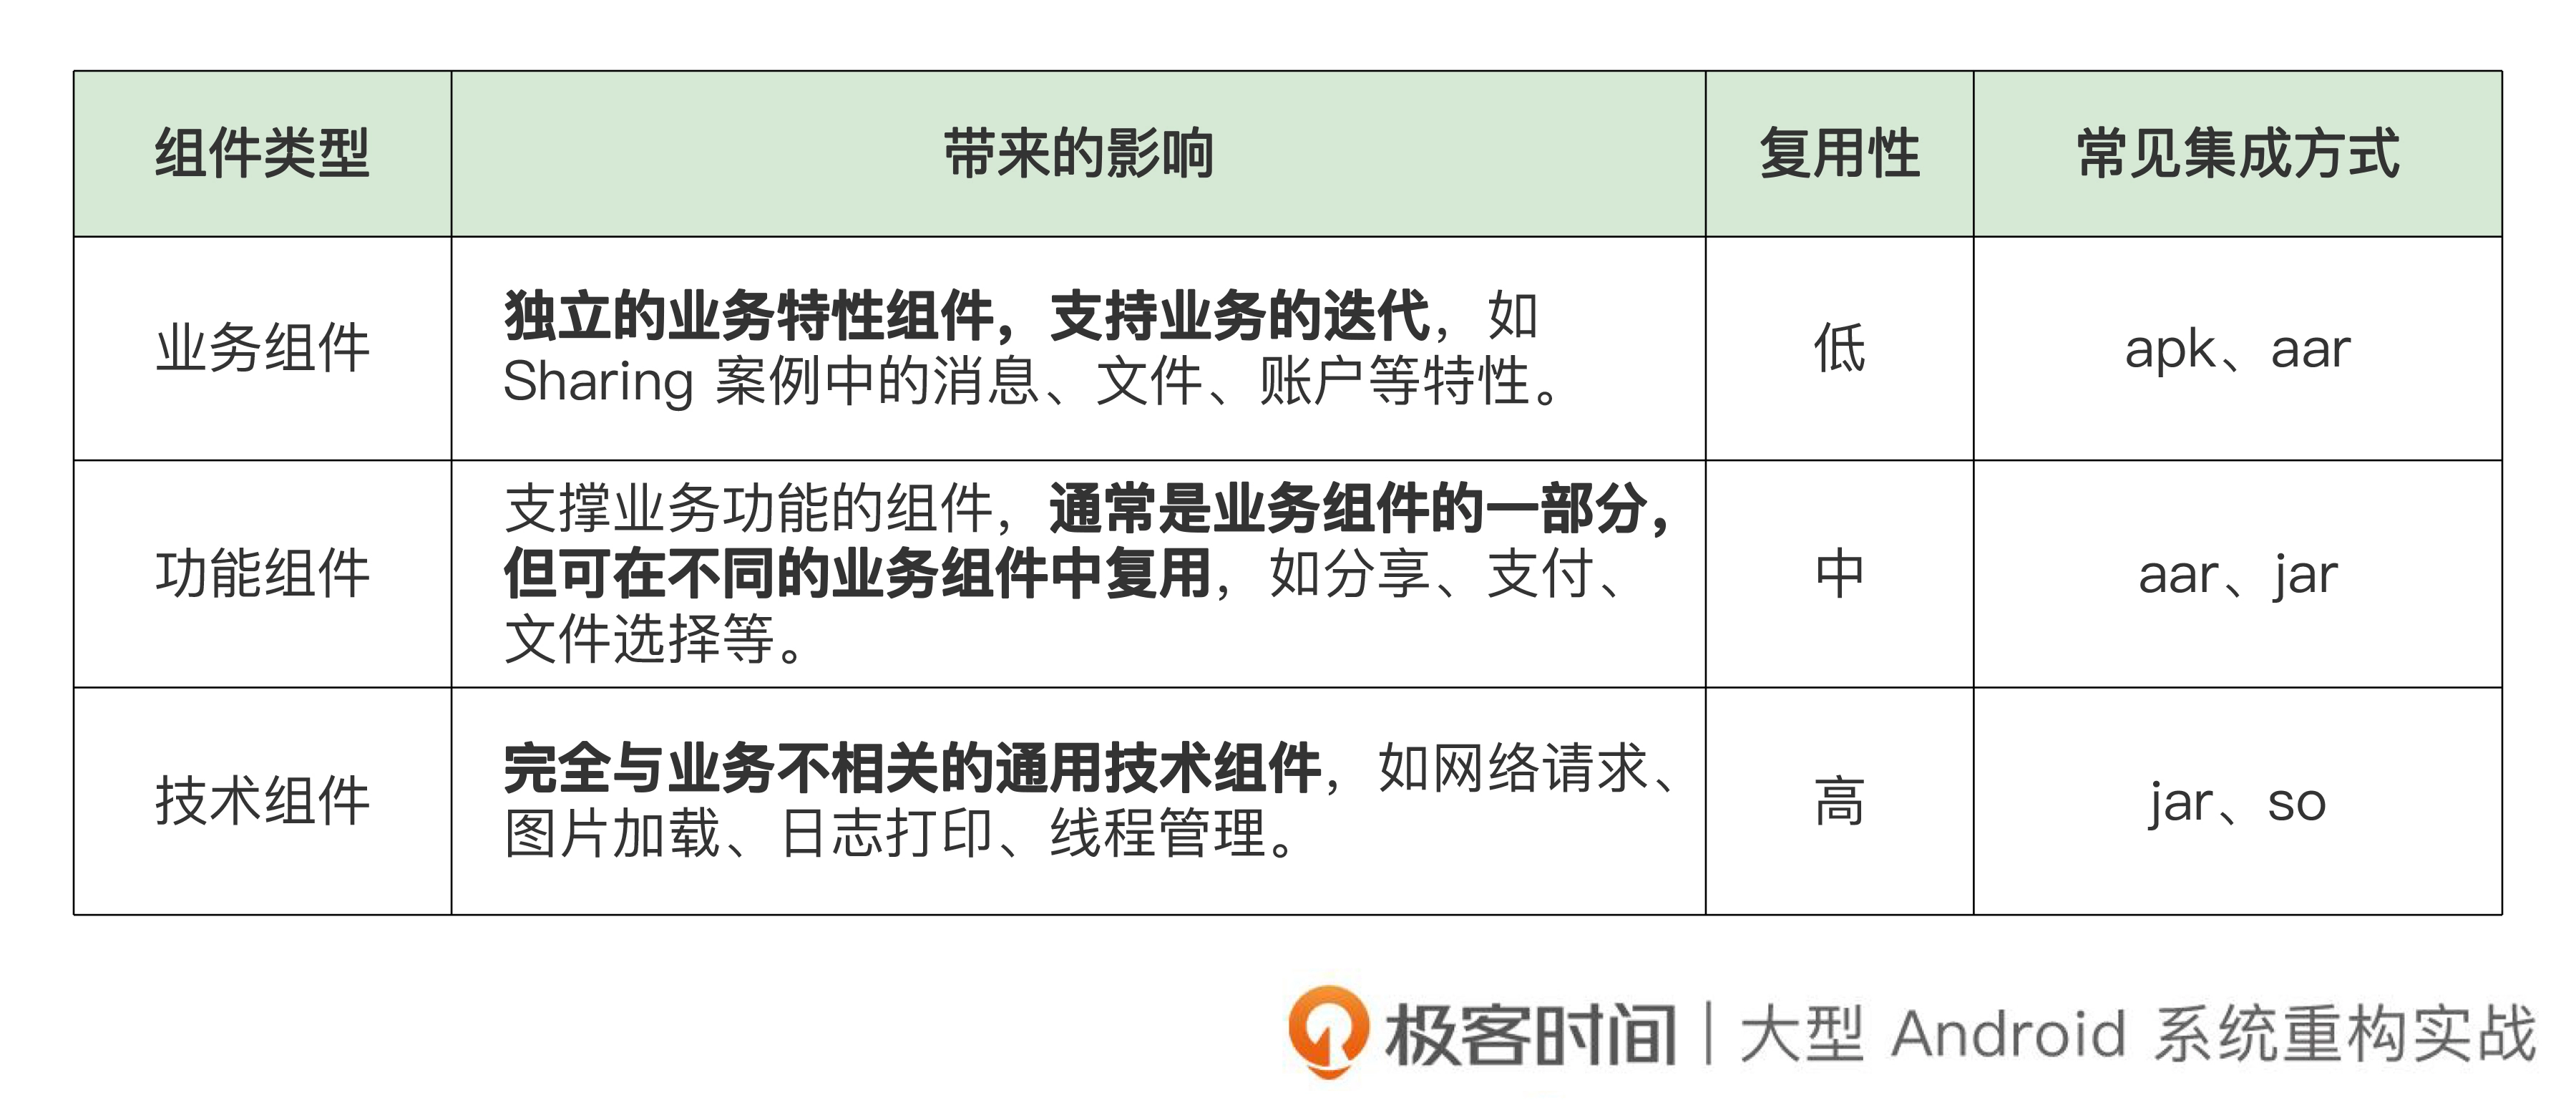 组件类型
带来的影响
复用性
常见集成方式
业务组件
独立的业务特性组件，支持业务的迭代，如
Sharing 案例中的消息、文件、账户等特性。
低
apk、aar
功能组件
支撑业务功能的组件，通常是业务组件的一部分，
但可在不同的业务组件中复用，如分享、支付、
文件选择等。
中
aar、jar
技术组件
完全与业务不相关的通用技术组件，如网络请求、
图片加载、日志打印、线程管理。
高
jar、so
极客时间 | 大型 Android 系统重构实战